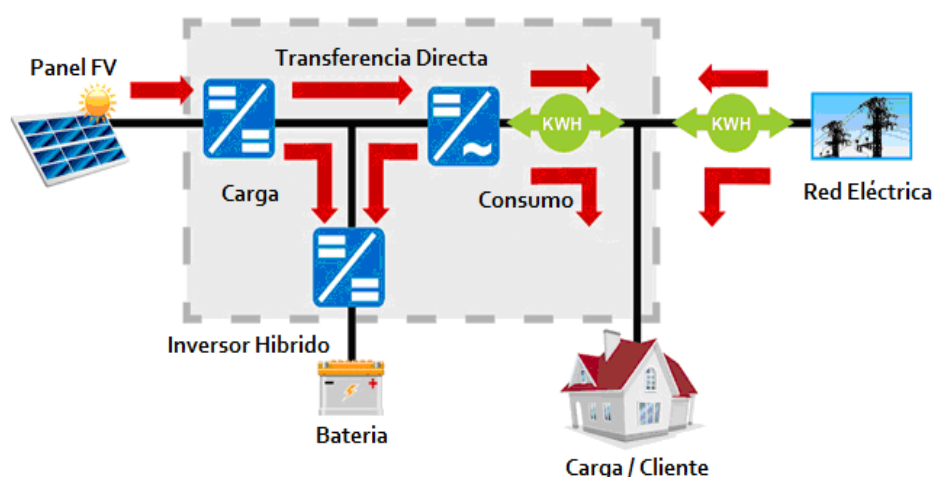 Transferencia Directa
Panel FV
KWH
KWH
Carga
Consumo
Red Eléctrica
Inversor Hibrido
Bateria
Carga / Cliente